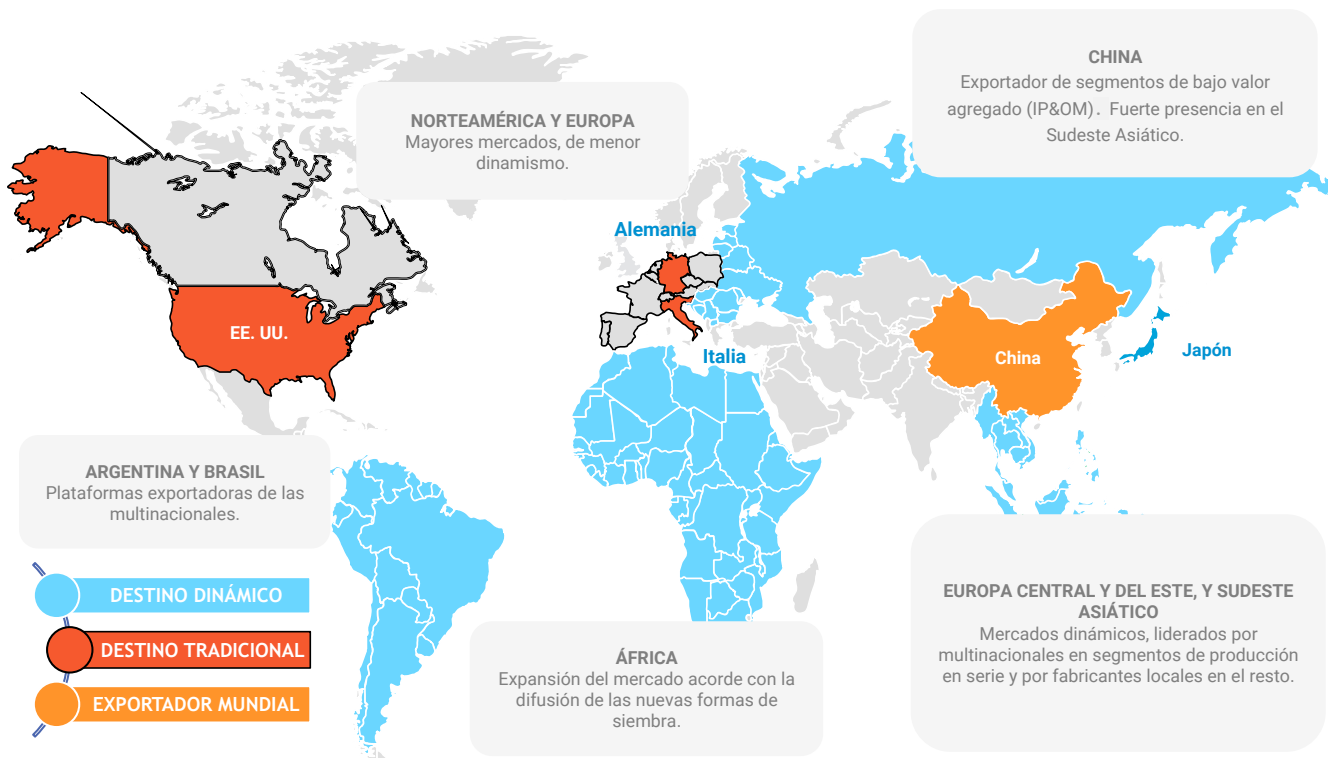 CHINA
Exportador de segmentos de bajo valor
agregado (IP&OM). Fuerte presencia en el
Sudeste Asiático.
NORTEAMÉRICA Y EUROPA
Mayores mercados, de menor
dinamismo.
Alemania
EE. UU.
Italia
China
Japón
ARGENTINA Y BRASIL
Plataformas exportadoras de las
multinacionales.
DESTINO DINÁMICO
DESTINO TRADICIONAL
EXPORTADOR MUNDIAL
ÁFRICA
Expansión del mercado acorde con la
difusión de las nuevas formas de
siembra.
EUROPA CENTRAL Y DEL ESTE, Y SUDESTE
ASIÁTICO
Mercados dinámicos, liderados por
multinacionales en segmentos de producción
en serie y por fabricantes locales en el resto.